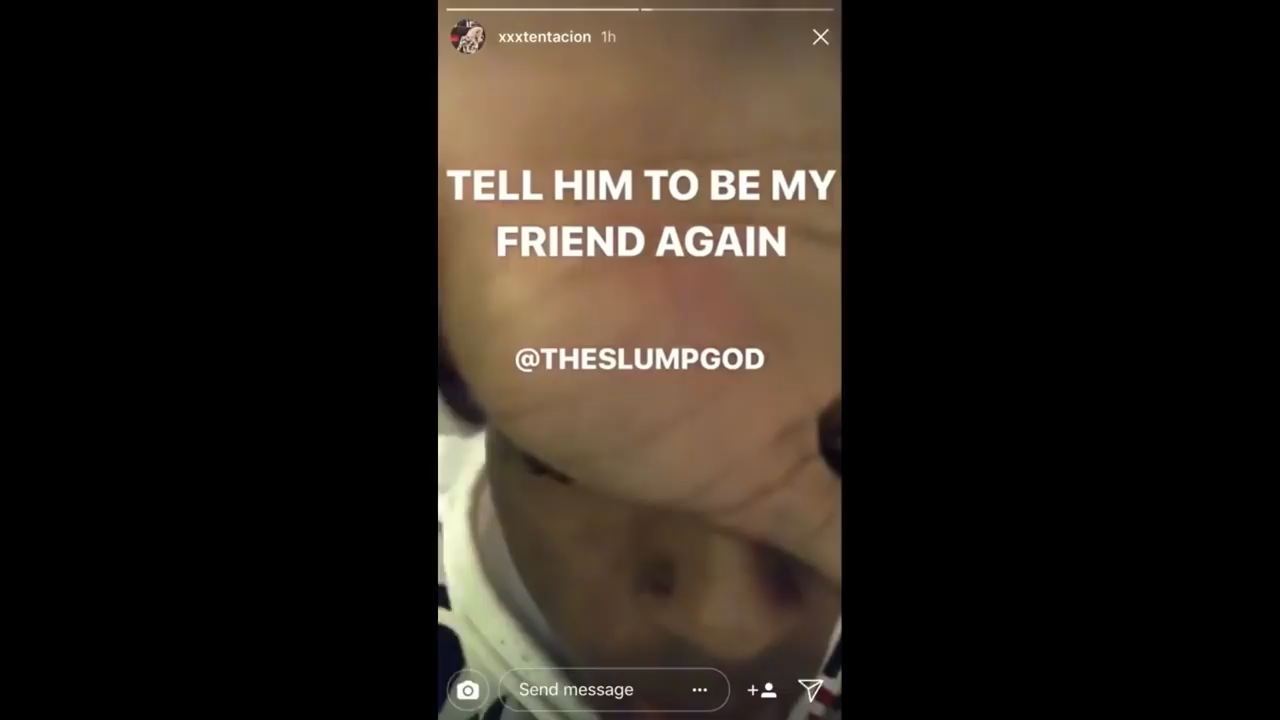 xxxtentacion 1h
TELL HIM TO BE MY
FRIEND AGAIN
@THESLUMPGOD
Send message